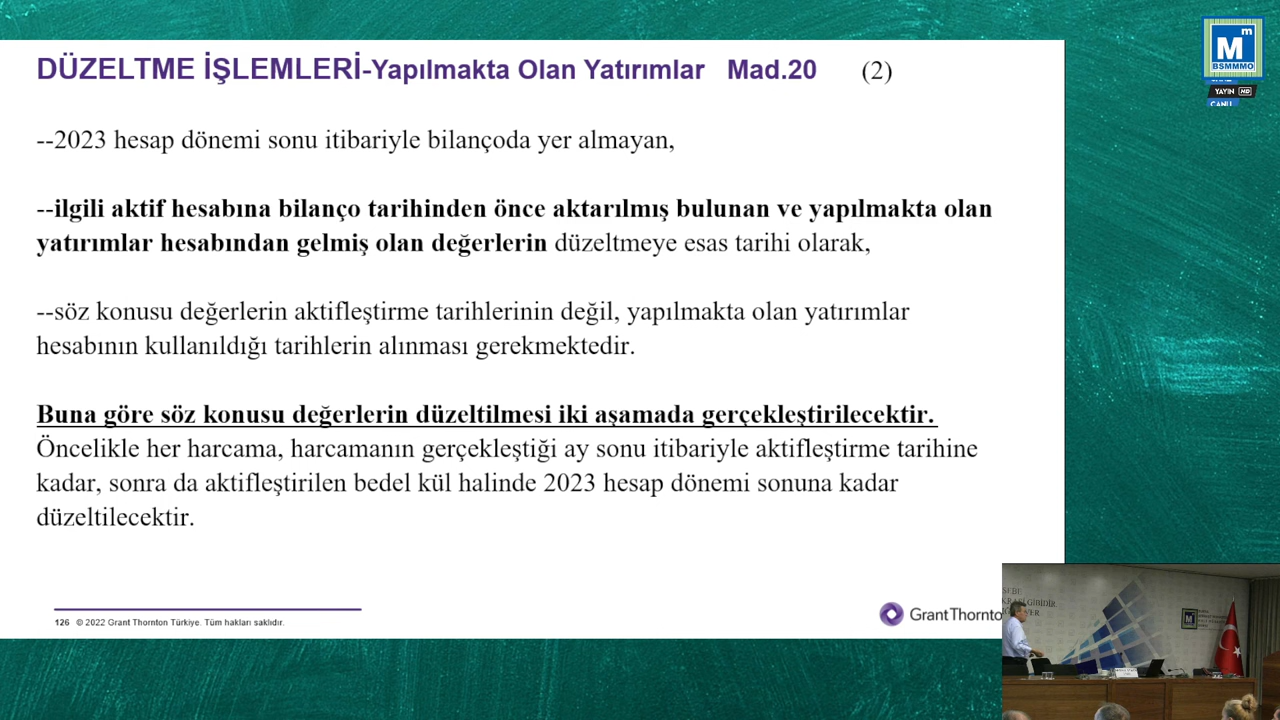 DÜZELTME İŞLEMLERİ-Yapılmakta Olan Yatırımlar Mad.20 (2)
M m
BSMMMO
YAYIN HD
CANLI
--2023 hesap dönemi sonu itibariyle bilançoda yer almayan,
--ilgili aktif hesabına bilanço tarihinden önce aktarılmış bulunan ve yapılmakta olan
yatırımlar hesabından gelmiş olan değerlerin düzeltmeye esas tarihi olarak,
--söz konusu değerlerin aktifleştirme tarihlerinin değil, yapılmakta olan yatırımlar
hesabının kullanıldığı tarihlerin alınması gerekmektedir.
Buna göre söz konusu değerlerin düzeltilmesi iki aşamada gerçekleştirilecektir.
Öncelikle her harcama, harcamanın gerçekleştiği ay sonu itibariyle aktifleştirme tarihine
kadar, sonra da aktifleştirilen bedel kül halinde 2023 hesap dönemi sonuna kadar
düzeltilecektir.
126 © 2022 Grant Thornton Türkiye. Tüm hakları saklıdır.
GrantThornto